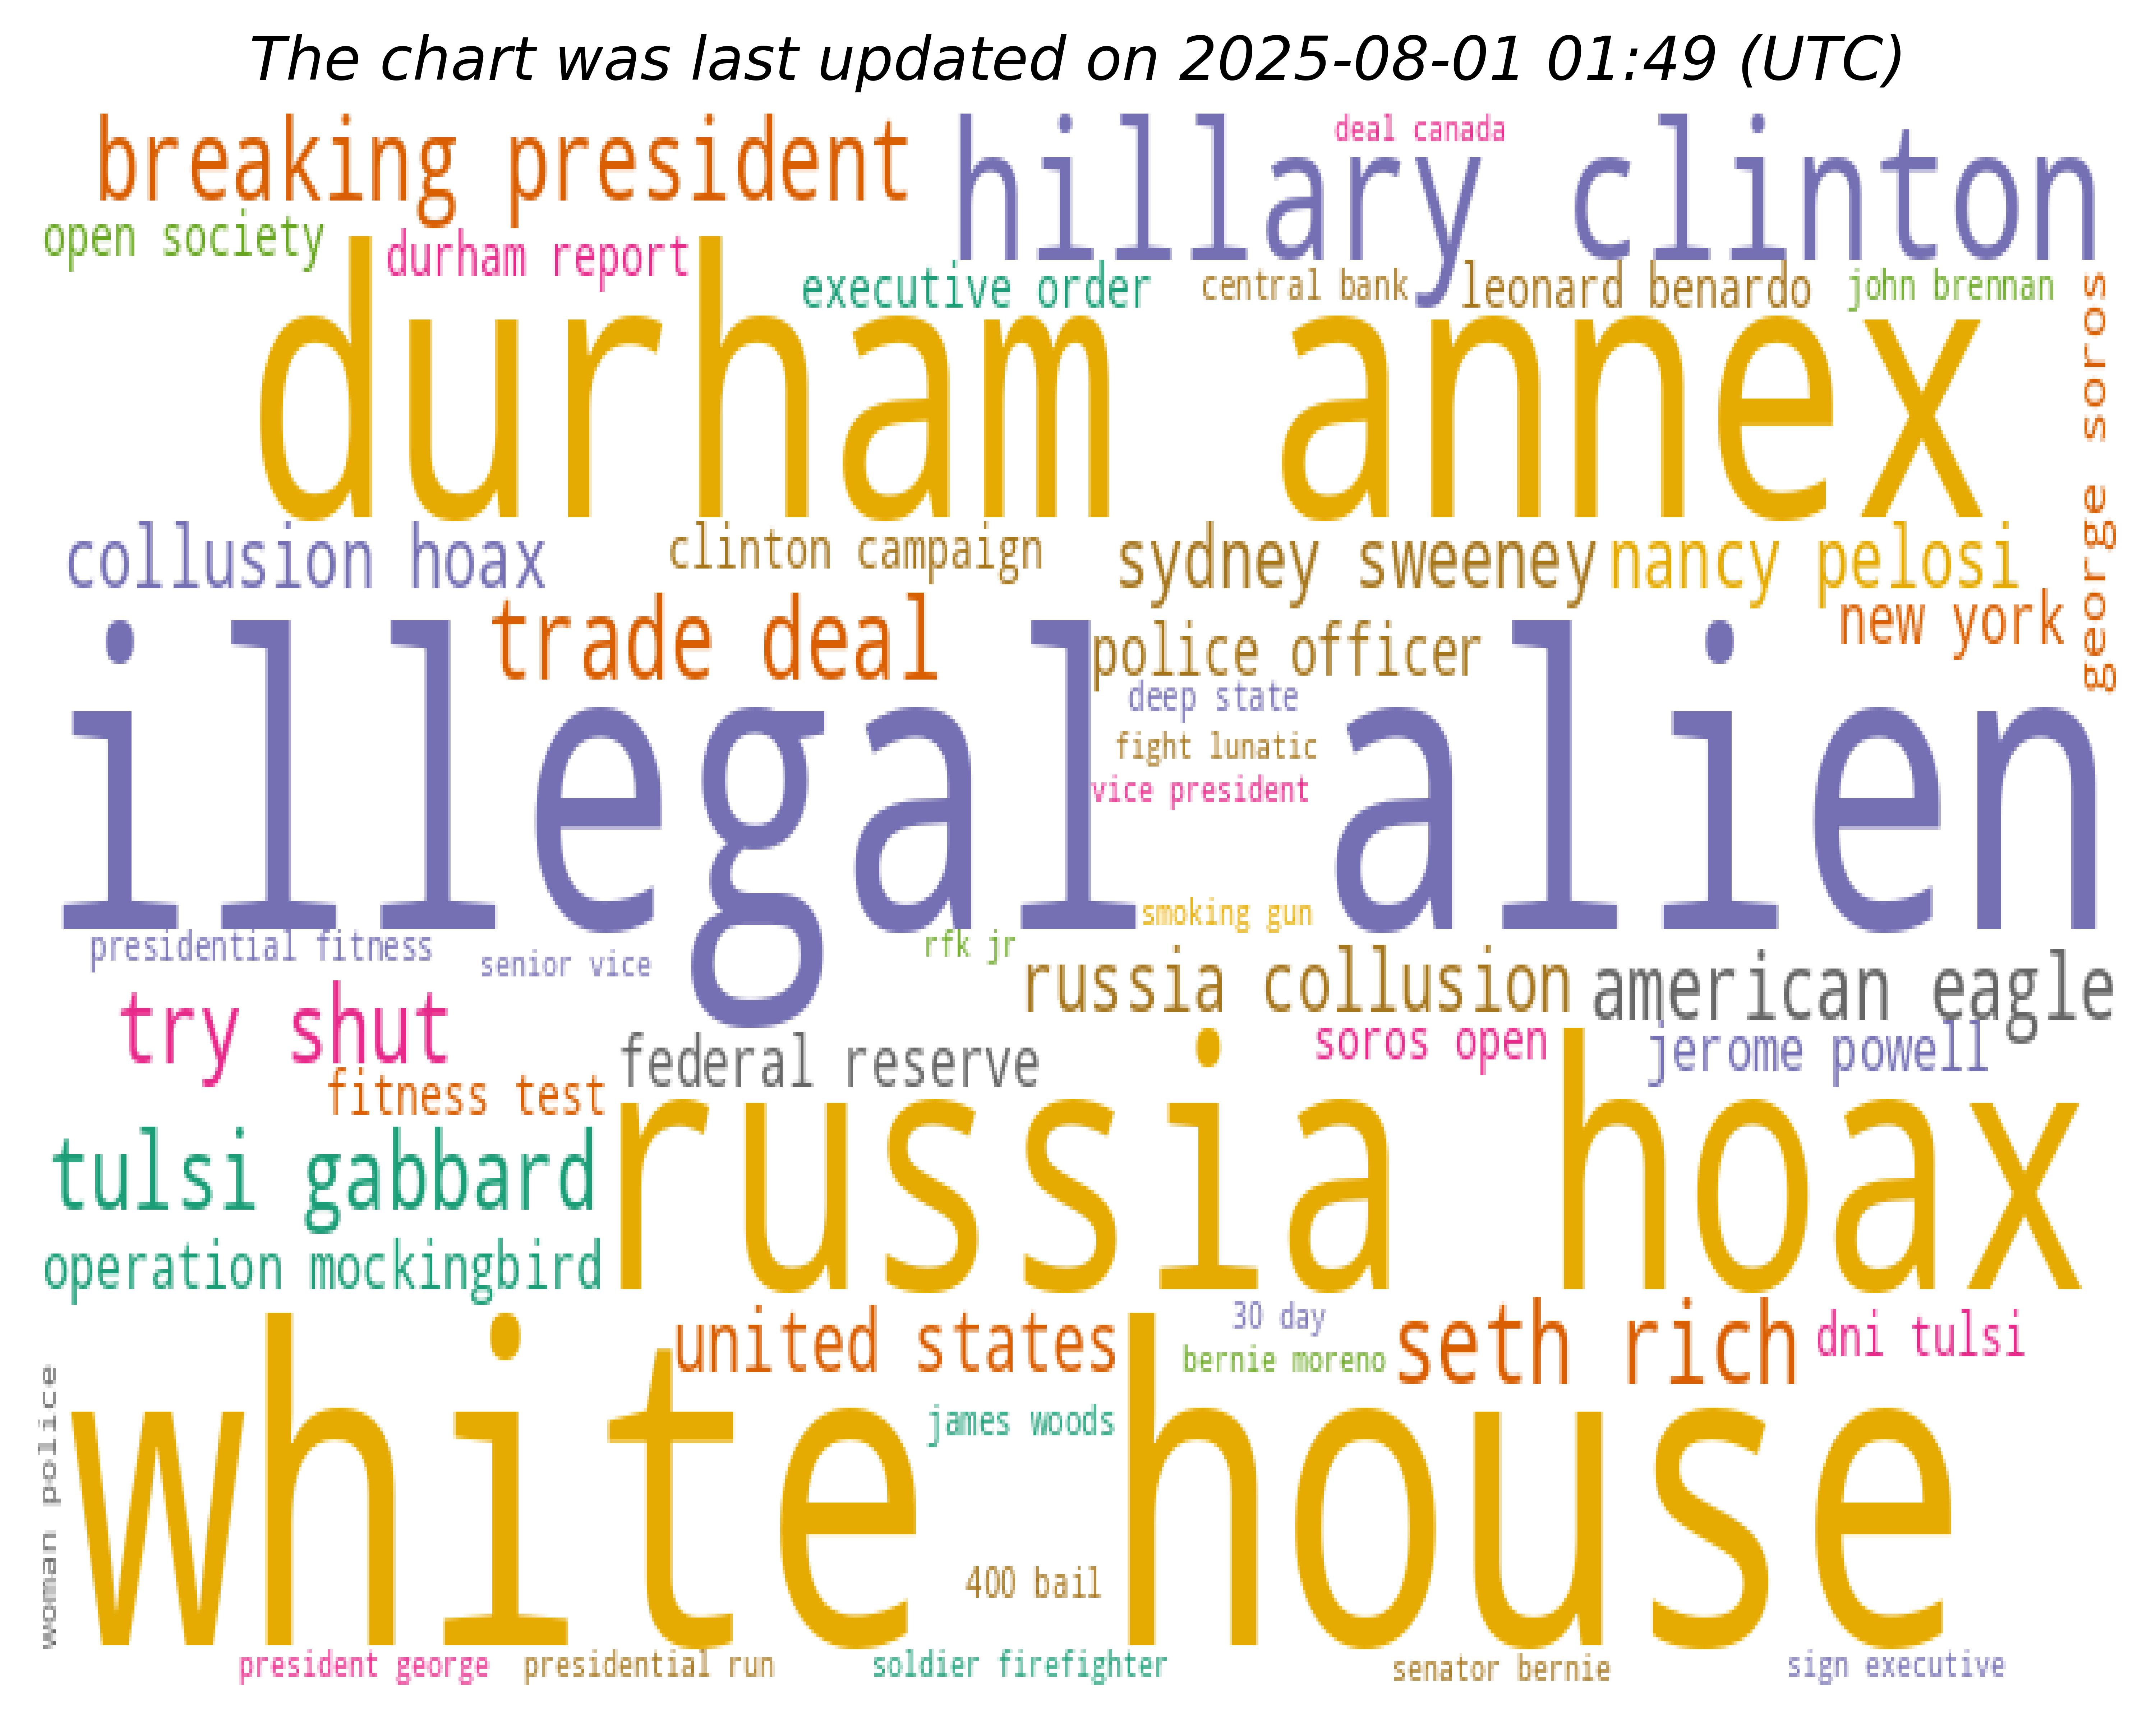 The chart was last updated on 2025-08-01 01:49 (UTC)
breaking president
hillary clinton
deal canada
open society
durham report
executive order
central bank
leonard benardo
john brennan
george soros
durham annex
collusion hoax
clinton campaign
sydney sweeney
nancy pelosi
trade deal
police officer
new york
illegal alien
deep state
fight lunatic
vice president
smoking gun
presidential fitness
senior vice
rfk jr
russia collusion
american eagle
try shut
federal reserve
soros open
jerome powell
fitness test
russia hoax
tulsi gabbard
operation mockingbird
united states
30 day
bernie moreno
seth rich
dni tulsi
woman police
white house
james woods
400 bail
president george
presidential run
soldier firefighter
senator bernie
sign executive